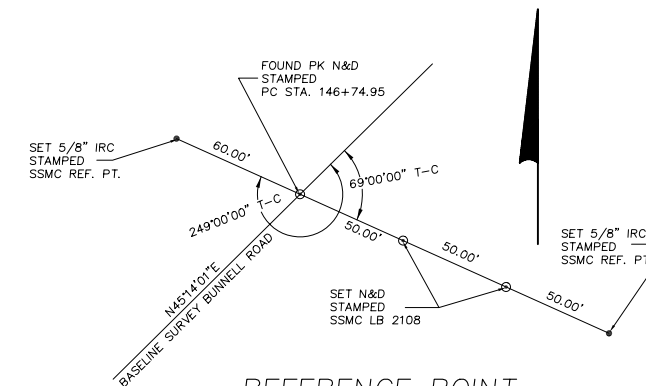 FOUND PK N&D
STAMPED
PC STA. 146+74.95
SET 5/8" IRC
STAMPED
SSMC REF. PT.
60.00'
69°00'00" T-C
249°00'00" T-C
50.00'
50.00'
50.00'
SET 5/8" IRC
STAMPED
SSMC REF. PT
SET N&D
STAMPED
SSMC LB 2108
N45°14'01"E
BASELINE SURVEY BUNNELL ROAD
REFERENCE POINT